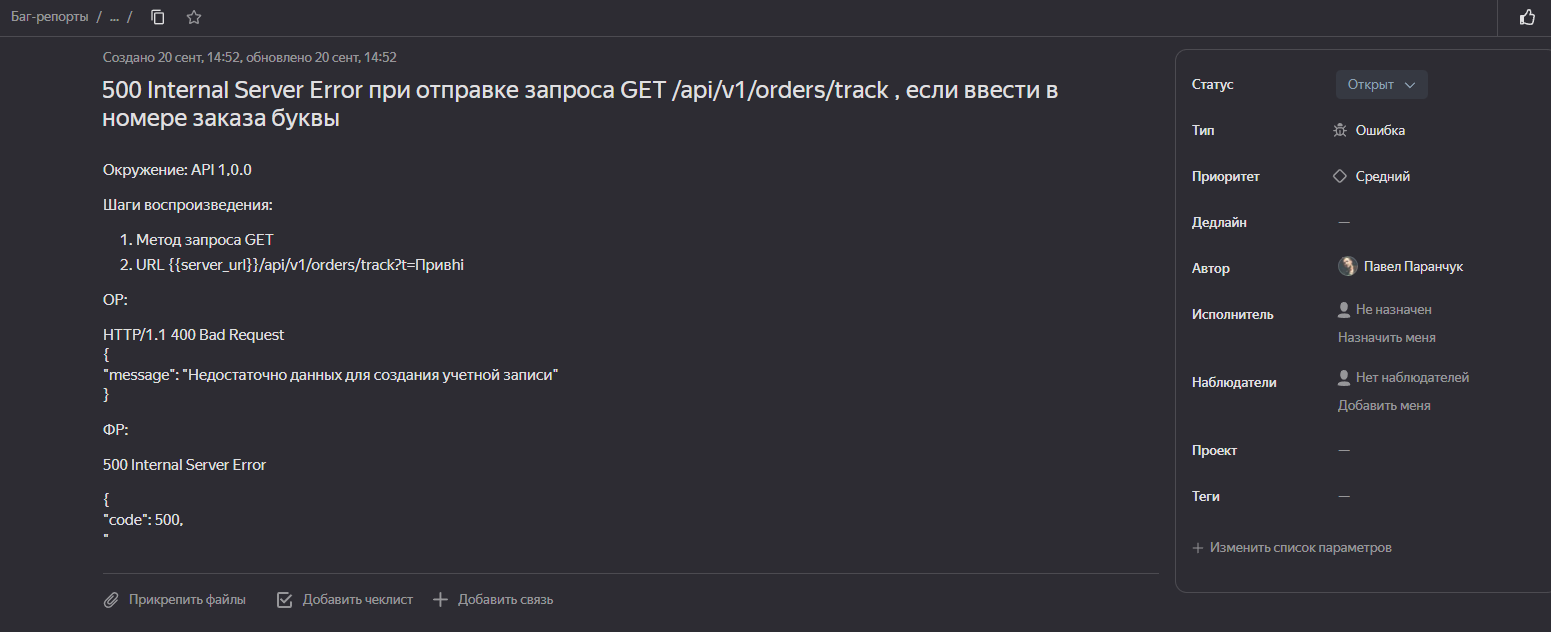 Баг-репорты / ... /
Создано 20 сент, 14:52, обновлено 20 сент, 14:52
500 Internal Server Error при отправке запроса GET /api/v1/orders/track , если ввести в
номере заказа буквы
Окружение: API 1,0.0
Шаги воспроизведения:
1. Метод запроса GET
2. URL {{server_url}}/api/v1/orders/track?t=Приvhi
ОР:
HTTP/1.1 400 Bad Request
{
"message": "Недостаточно данных для создания учетной записи"
}
ФР:
500 Internal Server Error
{
"code": 500,
"
Прикрепить файлы
Добавить чеклист
Добавить связь
Статус
Открыт
Тип
Ошибка
Приоритет
Средний
Дедлайн
—
Автор
Павел Паранчук
Исполнитель
Не назначен
Назначить меня
Наблюдатели
Нет наблюдателей
Добавить меня
Проект
—
Теги
—
+ Изменить список параметров